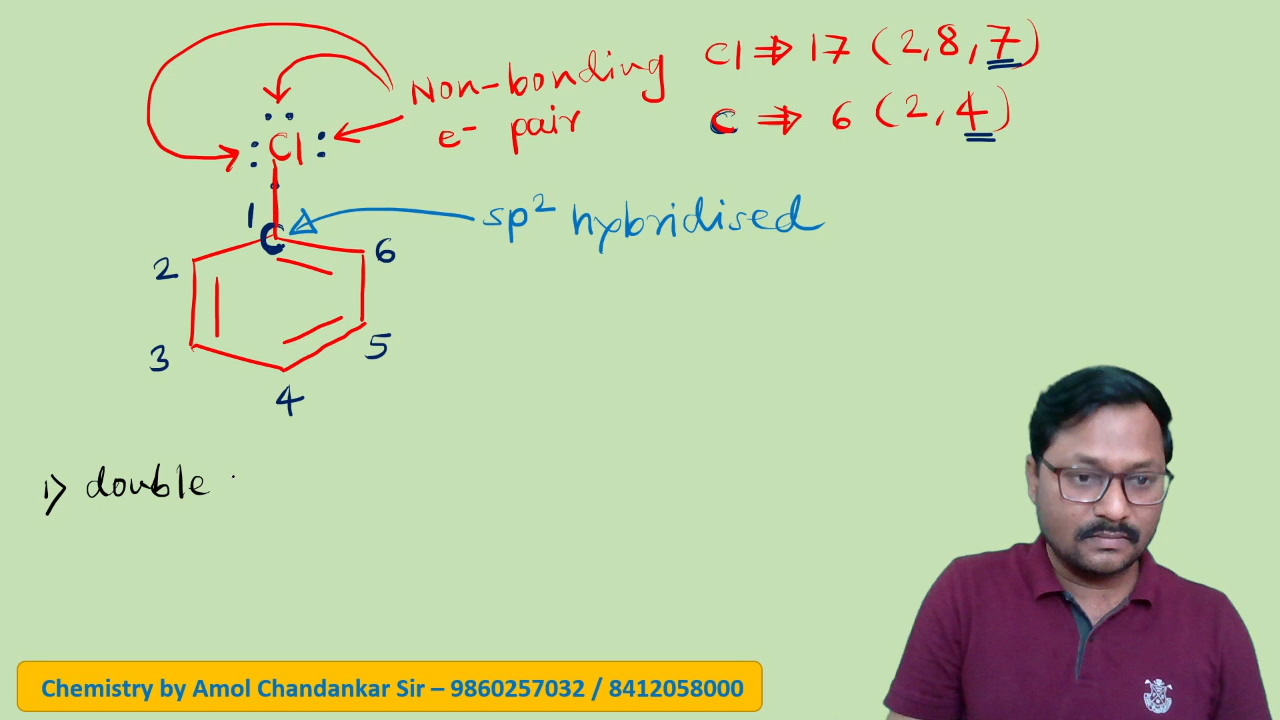 Non-bonding
e- pair
Cl ⇒ 17 (2,8,7)
C ⇒ 6 (2,4)
:Cl:
sp² hybridised
1
C
2
6
3
5
4
1) double
Chemistry by Amol Chandankar Sir – 9860257032 / 8412058000